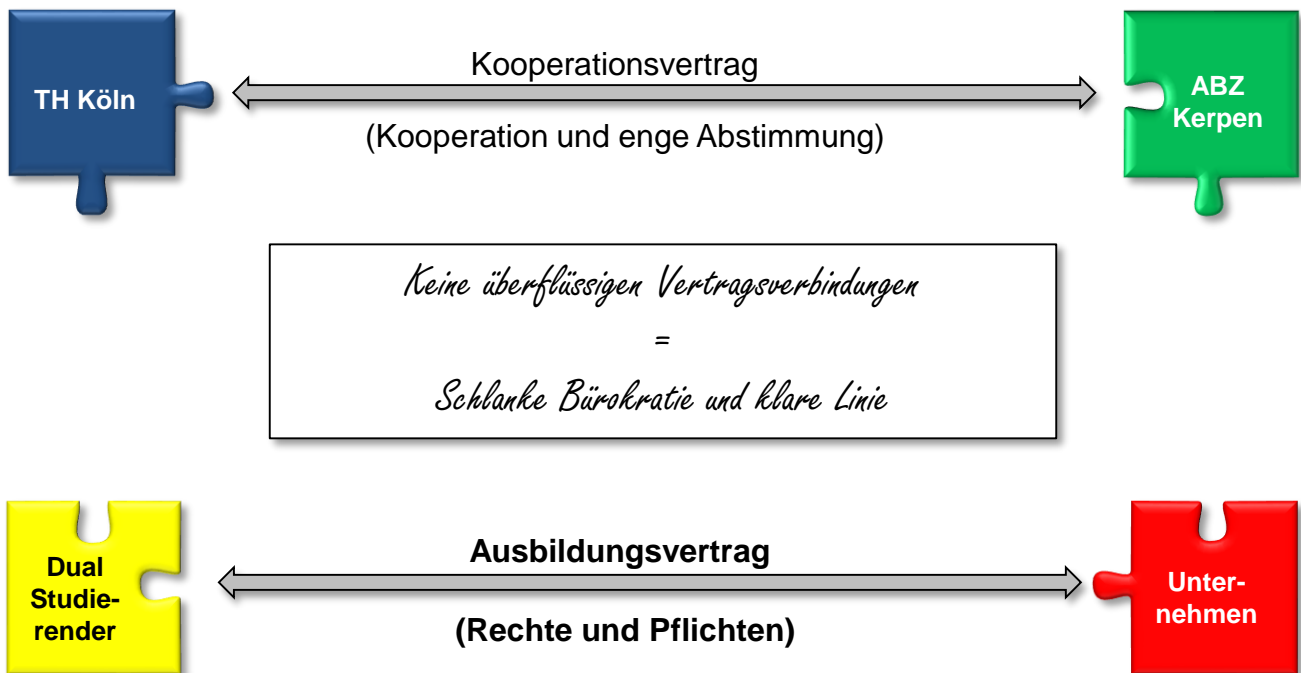 TH Köln
Kooperationsvertrag
(Kooperation und enge Abstimmung)
ABZ
Kerpen
Keine überflüssigen Vertragsverbindungen
=
Schlanke Bürokratie und klare Linie
Dual
Studie-
render
Ausbildungsvertrag
(Rechte und Pflichten)
Unter-
nehmen